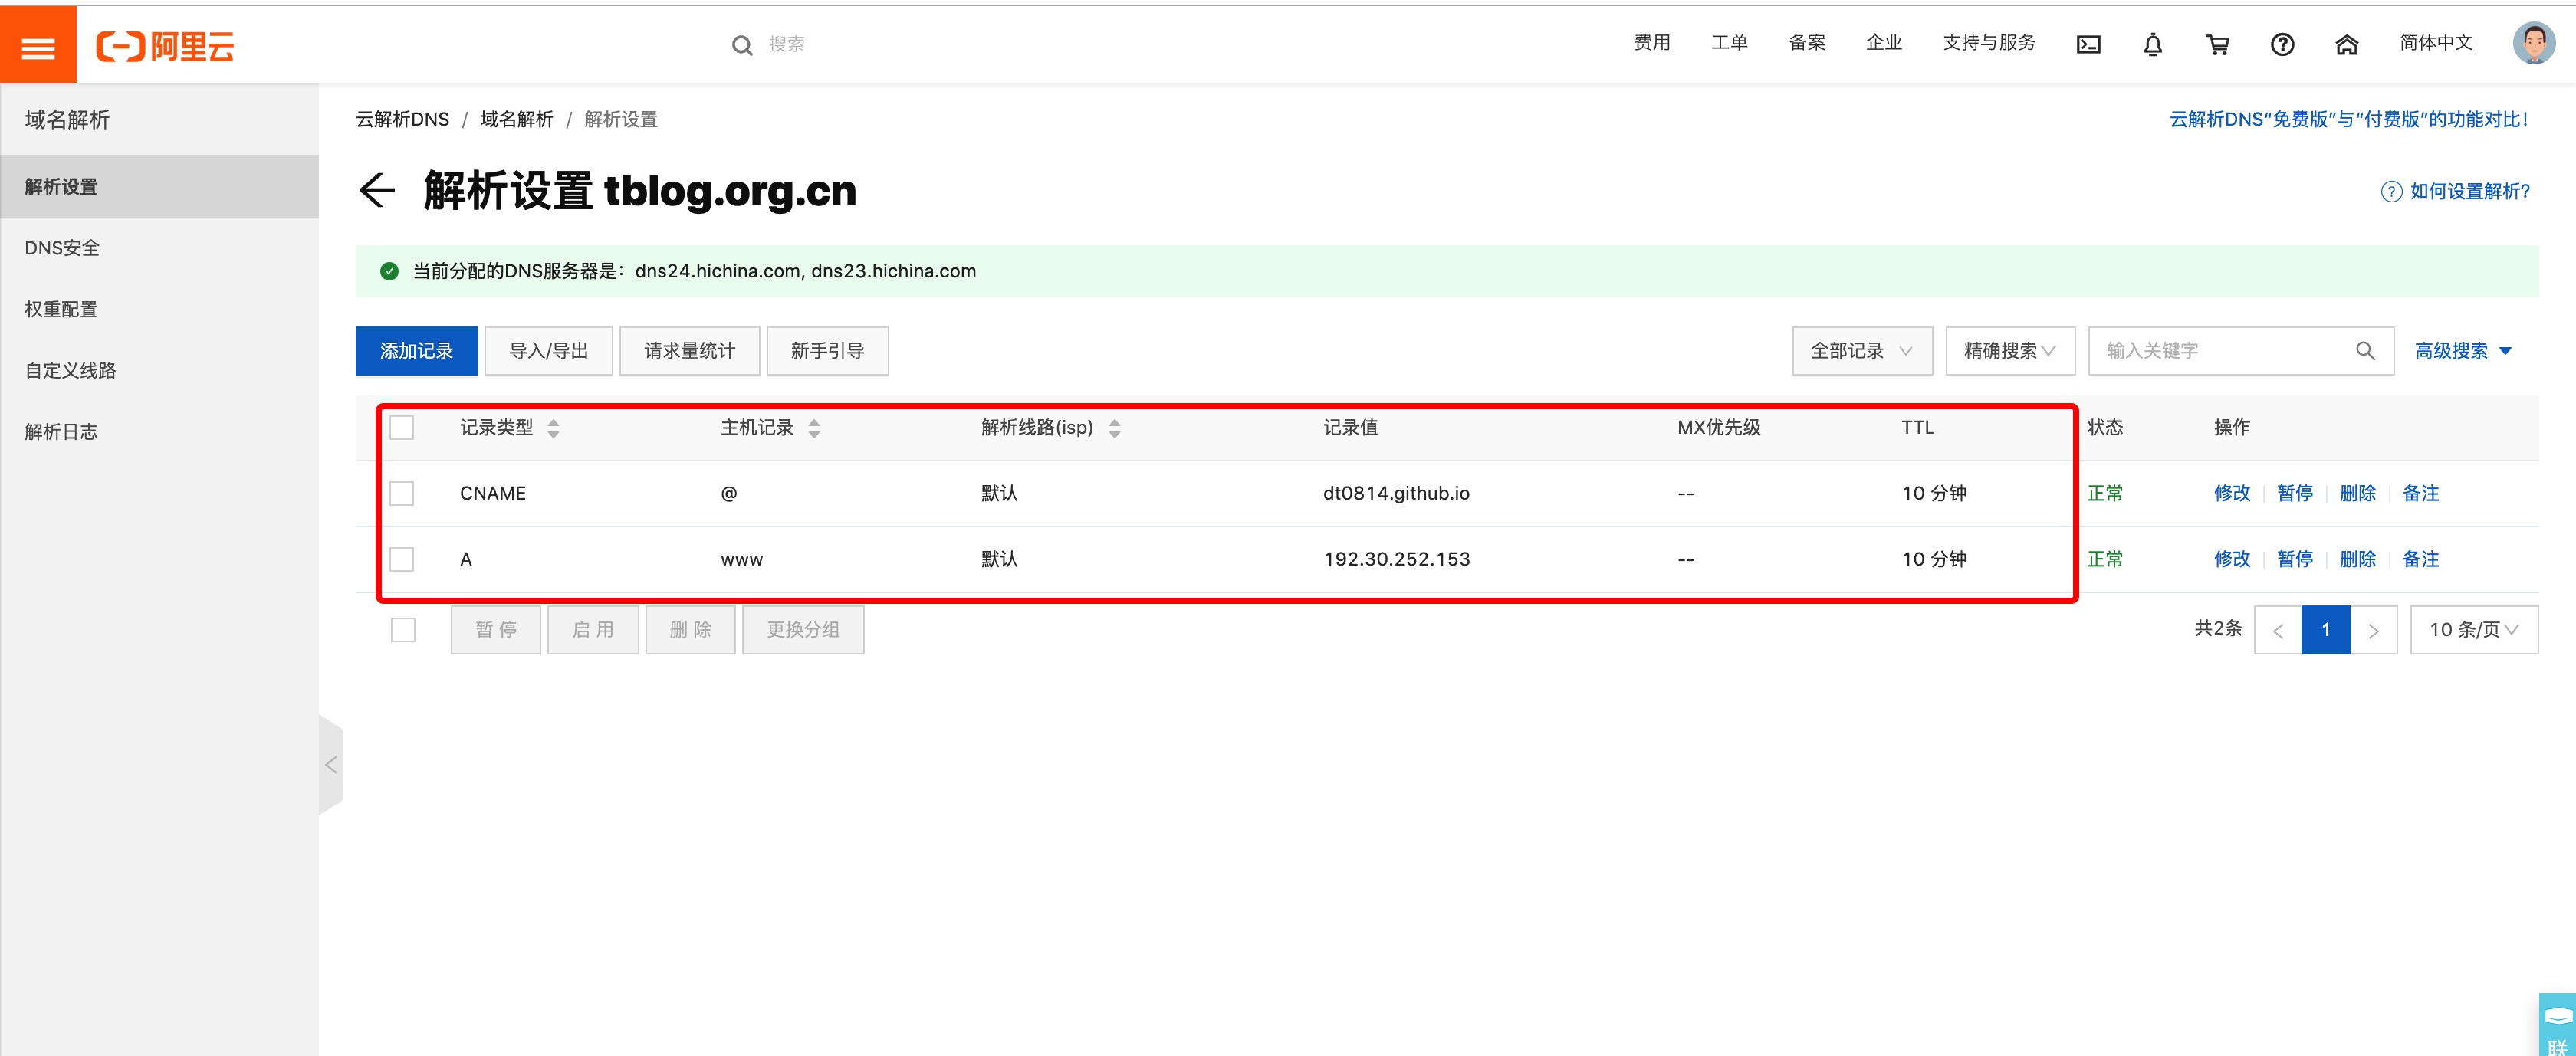 阿里云
搜索
费用 工单 备案 企业 支持与服务 简体中文
域名解析
解析设置
DNS安全
权重配置
自定义线路
解析日志
云解析DNS / 域名解析 / 解析设置
云解析DNS“免费版”与“付费版”的功能对比!
解析设置 tblog.org.cn
? 如何设置解析?
当前分配的DNS服务器是：dns24.hichina.com, dns23.hichina.com
添加记录 导入/导出 请求量统计 新手引导 全部记录 精确搜索 输入关键字 高级搜索
记录类型 主机记录 解析线路(isp) 记录值 MX优先级 TTL 状态 操作
CNAME @ 默认 dt0814.github.io -- 10 分钟 正常 修改 暂停 删除 备注
A www 默认 192.30.252.153 -- 10 分钟 正常 修改 暂停 删除 备注
暂 停 启 用 删 除 更换分组 共2条 < 1 > 10 条/页
联